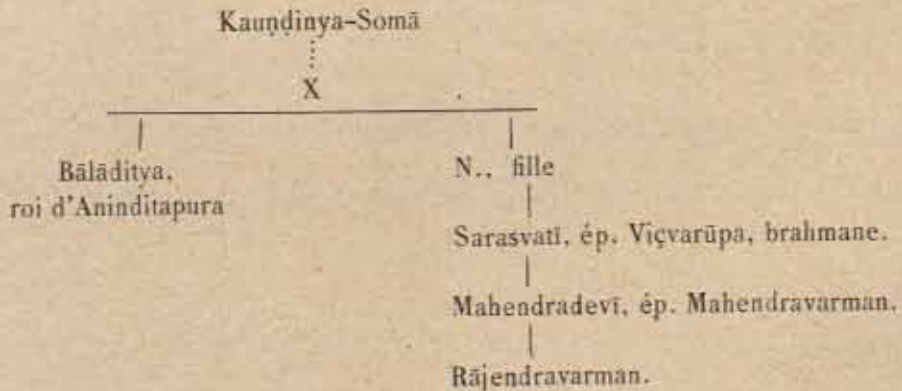 Kauṇḍinya–Somā
X
Bālāditya,
roi d'Aninditapura
N., fille
Sarasvatī, ép. Viçvarūpa, brahmane.
Mahendradevī, ép. Mahendravarman.
Rājendravarman.